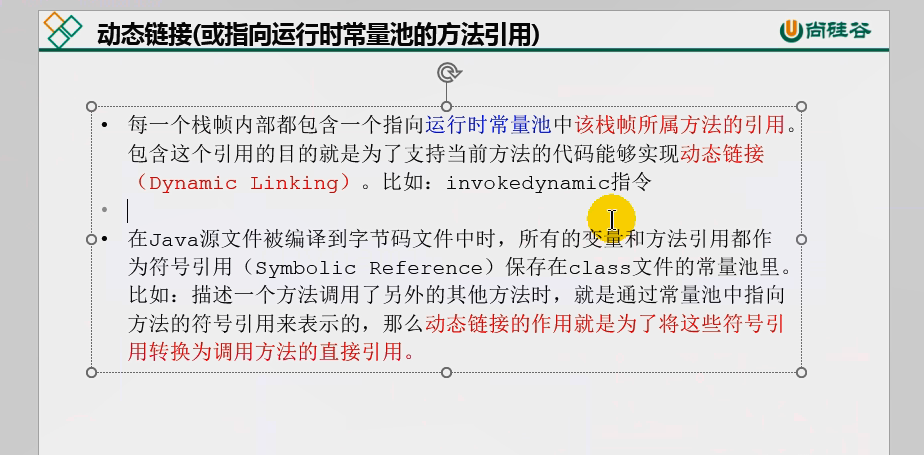 动态链接(或指向运行时常量池的方法引用)
尚硅谷
• 每一个栈帧内部都包含一个指向运行时常量池中该栈帧所属方法的引用。
包含这个引用的目的就是为了支持当前方法的代码能够实现动态链接
（Dynamic Linking）。比如：invokedynamic指令
•
• 在Java源文件被编译到字节码文件中时，所有的变量和方法引用都作
为符号引用（Symbolic Reference）保存在class文件的常量池里。
比如：描述一个方法调用了另外的其他方法时，就是通过常量池中指向
方法的符号引用来表示的，那么动态链接的作用就是为了将这些符号引
用转换为调用方法的直接引用。